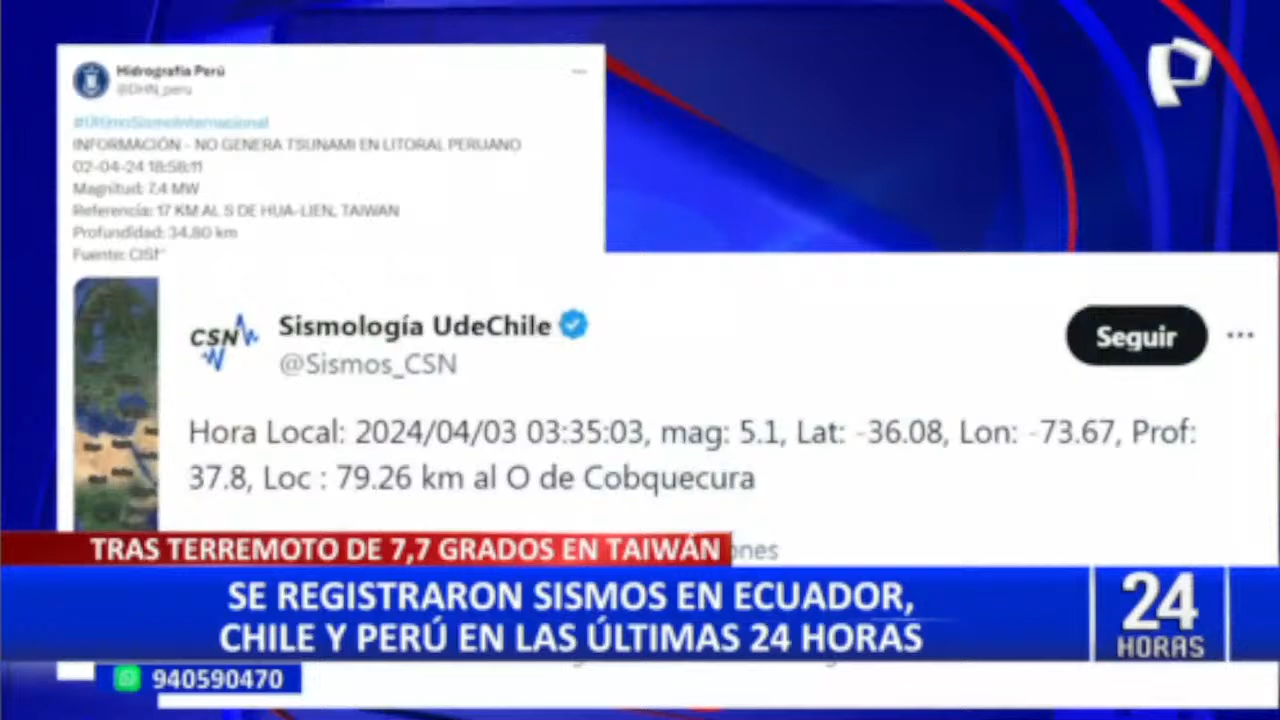 Hidrografía Perú
@DHN_peru
#ÚltimoSismoInternacional
INFORMACIÓN - NO GENERA TSUNAMI EN LITORAL PERUANO
02-04-24 18:58:11
Magnitud: 7.4 MW
Referencia: 17 KM AL S DE HUA-LIEN, TAIWAN
Profundidad: 34.80 km
Fuente:
CSN
Sismología UdeChile
@Sismos_CSN
Seguir
Hora Local: 2024/04/03 03:35:03, mag: 5.1, Lat: -36.08, Lon: -73.67, Prof:
37.8, Loc : 79.26 km al O de Cobquecura
TRAS TERREMOTO DE 7,7 GRADOS EN TAIWÁN
SE REGISTRARON SISMOS EN ECUADOR,
CHILE Y PERÚ EN LAS ÚLTIMAS 24 HORAS
24
HORAS
940590470